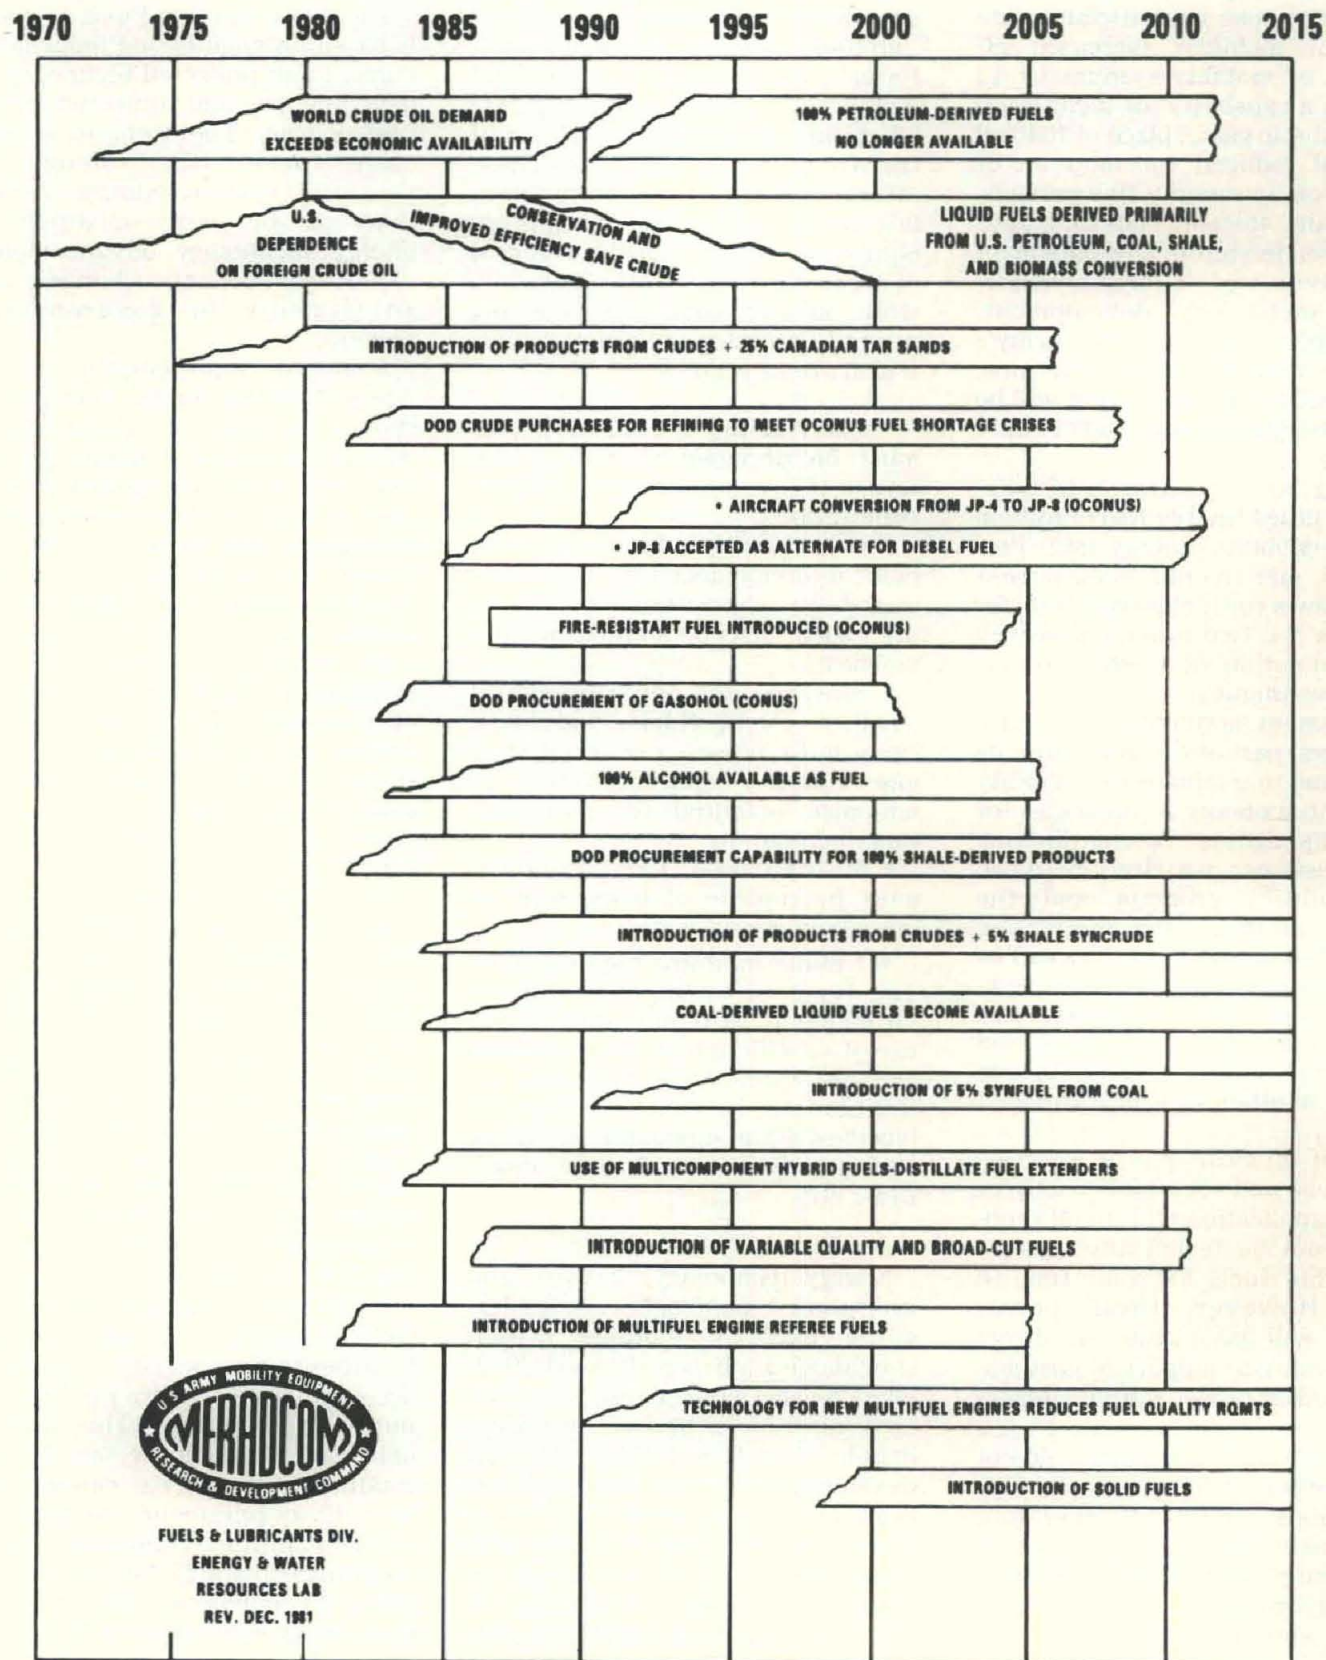 1970 1975 1980 1985 1990 1995 2000 2005 2010 2015
WORLD CRUDE OIL DEMAND
EXCEEDS ECONOMIC AVAILABILITY
100% PETROLEUM-DERIVED FUELS
NO LONGER AVAILABLE
U.S.
DEPENDENCE
ON FOREIGN CRUDE OIL
CONSERVATION AND
IMPROVED EFFICIENCY SAVE CRUDE
LIQUID FUELS DERIVED PRIMARILY
FROM U.S. PETROLEUM, COAL, SHALE,
AND BIOMASS CONVERSION
INTRODUCTION OF PRODUCTS FROM CRUDES + 25% CANADIAN TAR SANDS
DOD CRUDE PURCHASES FOR REFINING TO MEET OCONUS FUEL SHORTAGE CRISES
• AIRCRAFT CONVERSION FROM JP-4 TO JP-8 (OCONUS)
• JP-8 ACCEPTED AS ALTERNATE FOR DIESEL FUEL
FIRE-RESISTANT FUEL INTRODUCED (OCONUS)
DOD PROCUREMENT OF GASOHOL (CONUS)
100% ALCOHOL AVAILABLE AS FUEL
DOD PROCUREMENT CAPABILITY FOR 100% SHALE-DERIVED PRODUCTS
INTRODUCTION OF PRODUCTS FROM CRUDES + 5% SHALE SYNCRUDE
COAL-DERIVED LIQUID FUELS BECOME AVAILABLE
INTRODUCTION OF 5% SYNFUEL FROM COAL
USE OF MULTICOMPONENT HYBRID FUELS-DISTILLATE FUEL EXTENDERS
INTRODUCTION OF VARIABLE QUALITY AND BROAD-CUT FUELS
INTRODUCTION OF MULTIFUEL ENGINE REFEREE FUELS
TECHNOLOGY FOR NEW MULTIFUEL ENGINES REDUCES FUEL QUALITY RQMTS
INTRODUCTION OF SOLID FUELS
U S ARMY MOBILITY EQUIPMENT
MERADCOM
RESEARCH & DEVELOPMENT COMMAND
FUELS & LUBRICANTS DIV.
ENERGY & WATER
RESOURCES LAB
REV. DEC. 1981